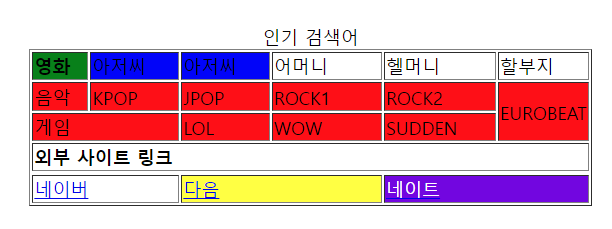 인기 검색어
영화 아저씨 아저씨 어머니 헬머니 할부지
음악 KPOP JPOP ROCK1 ROCK2 EUROBEAT
게임 LOL WOW SUDDEN
외부 사이트 링크
네이버 다음 네이트